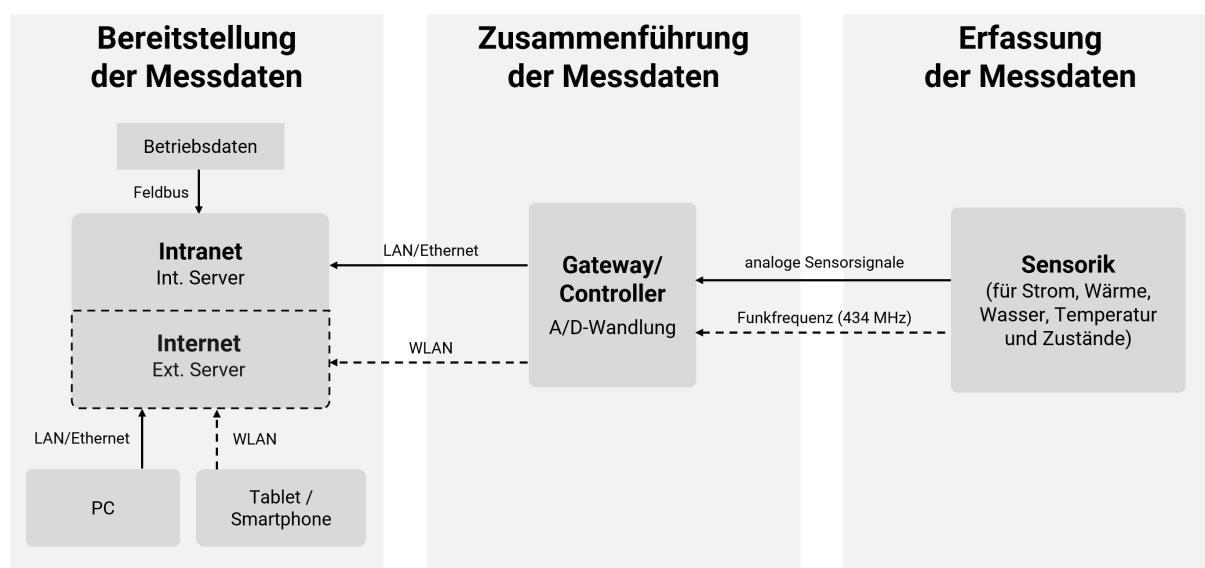 Bereitstellung
der Messdaten
Betriebsdaten
Feldbus
Intranet
Int. Server
Internet
Ext. Server
LAN/Ethernet
WLAN
PC
Tablet /
Smartphone
Zusammenführung
der Messdaten
LAN/Ethernet
WLAN
Gateway/
Controller
A/D-Wandlung
Erfassung
der Messdaten
analoge Sensorsignale
Funkfrequenz (434 MHz)
Sensorik
(für Strom, Wärme,
Wasser, Temperatur
und Zustände)